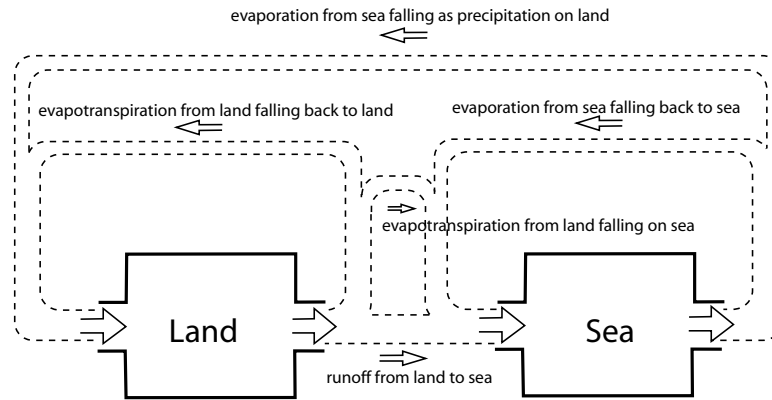 evaporation from sea falling as precipitation on land
evapotranspiration from land falling back to land
evaporation from sea falling back to sea
evapotranspiration from land falling on sea
Land
Sea
runoff from land to sea